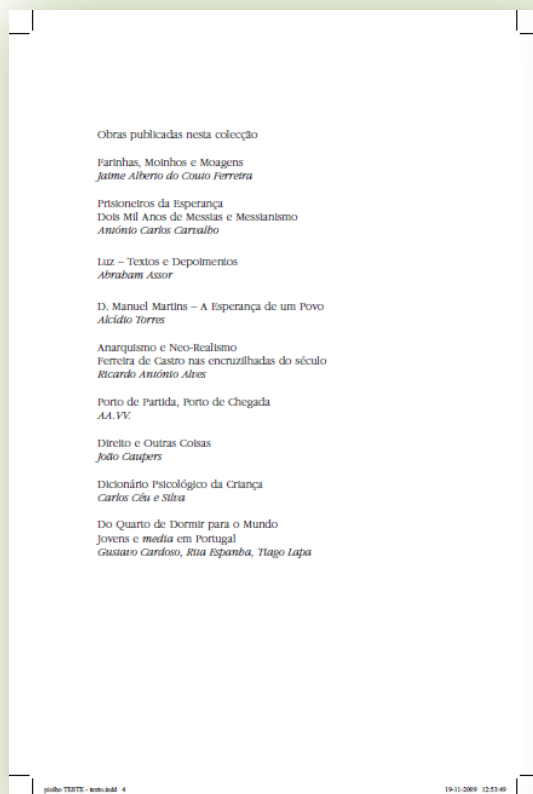 Obras publicadas nesta colecção
Farinhas, Moinhos e Moagens
Jaime Alberto do Couto Ferreira
Prisioneiros da Esperança
Dois Mil Anos de Messias e Messianismo
António Carlos Carvalho
Luz – Textos e Depoimentos
Abraham Assor
D. Manuel Martins – A Esperança de um Povo
Alcídio Torres
Anarquismo e Neo-Realismo
Ferreira de Castro nas encruzilhadas do século
Ricardo António Alves
Porto de Partida, Porto de Chegada
AA.VV.
Direito e Outras Coisas
João Caupers
Dicionário Psicológico da Criança
Carlos Céu e Silva
Do Quarto de Dormir para o Mundo
Jovens e media em Portugal
Gustavo Cardoso, Rita Espanha, Tiago Lapa
piolho TESTE - texto.indd 4
19-11-2009 12:53:49